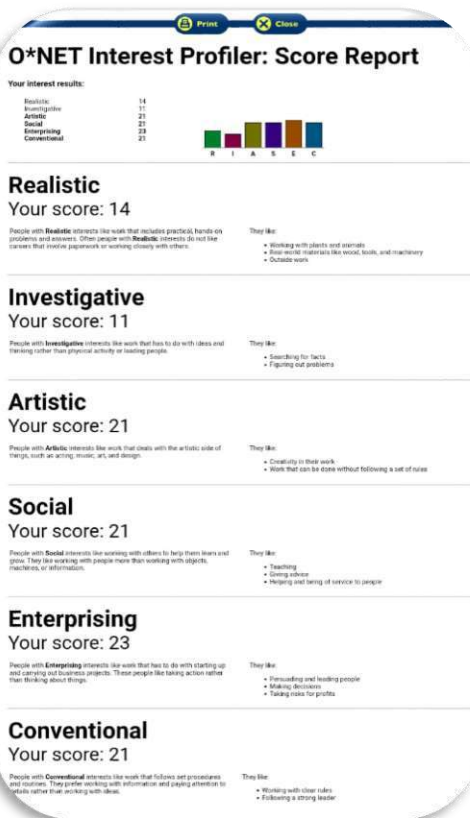 Print
Close
O*NET Interest Profiler: Score Report
Your interest results:
Realistic 14
Investigative 11
Artistic 21
Social 21
Enterprising 23
Conventional 21
R I A S E C
Realistic
Your score: 14
People with Realistic interests like work that includes practical, hands-on
problems and answers. Often people with Realistic interests do not like
careers that involve paperwork or working closely with others.
They like:
• Working with plants and animals
• Real-world materials like wood, tools, and machinery
• Outside work
Investigative
Your score: 11
People with Investigative interests like work that has to do with ideas and
thinking rather than physical activity or leading people.
They like:
• Searching for facts
• Figuring out problems
Artistic
Your score: 21
People with Artistic interests like work that deals with the artistic side of
things, such as acting, music, art, and design.
They like:
• Creativity in their work
• Work that can be done without following a set of rules
Social
Your score: 21
People with Social interests like working with others to help them learn and
grow. They like working with people more than working with objects,
machines, or information.
They like:
• Teaching
• Giving advice
• Helping and being of service to people
Enterprising
Your score: 23
People with Enterprising interests like work that has to do with starting up
and carrying out business projects. These people like taking action rather
than thinking about things.
They like:
• Persuading and leading people
• Making decisions
• Taking risks for profits
Conventional
Your score: 21
People with Conventional interests like work that follows set procedures
and routines. They prefer working with information and paying attention to
details rather than working with ideas.
They like:
• Working with clear rules
• Following a strong leader